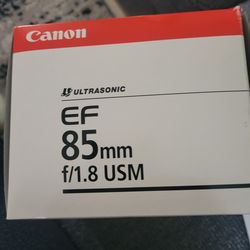 Canon
ULTRASONIC
EF
85mm
f/1.8 USM